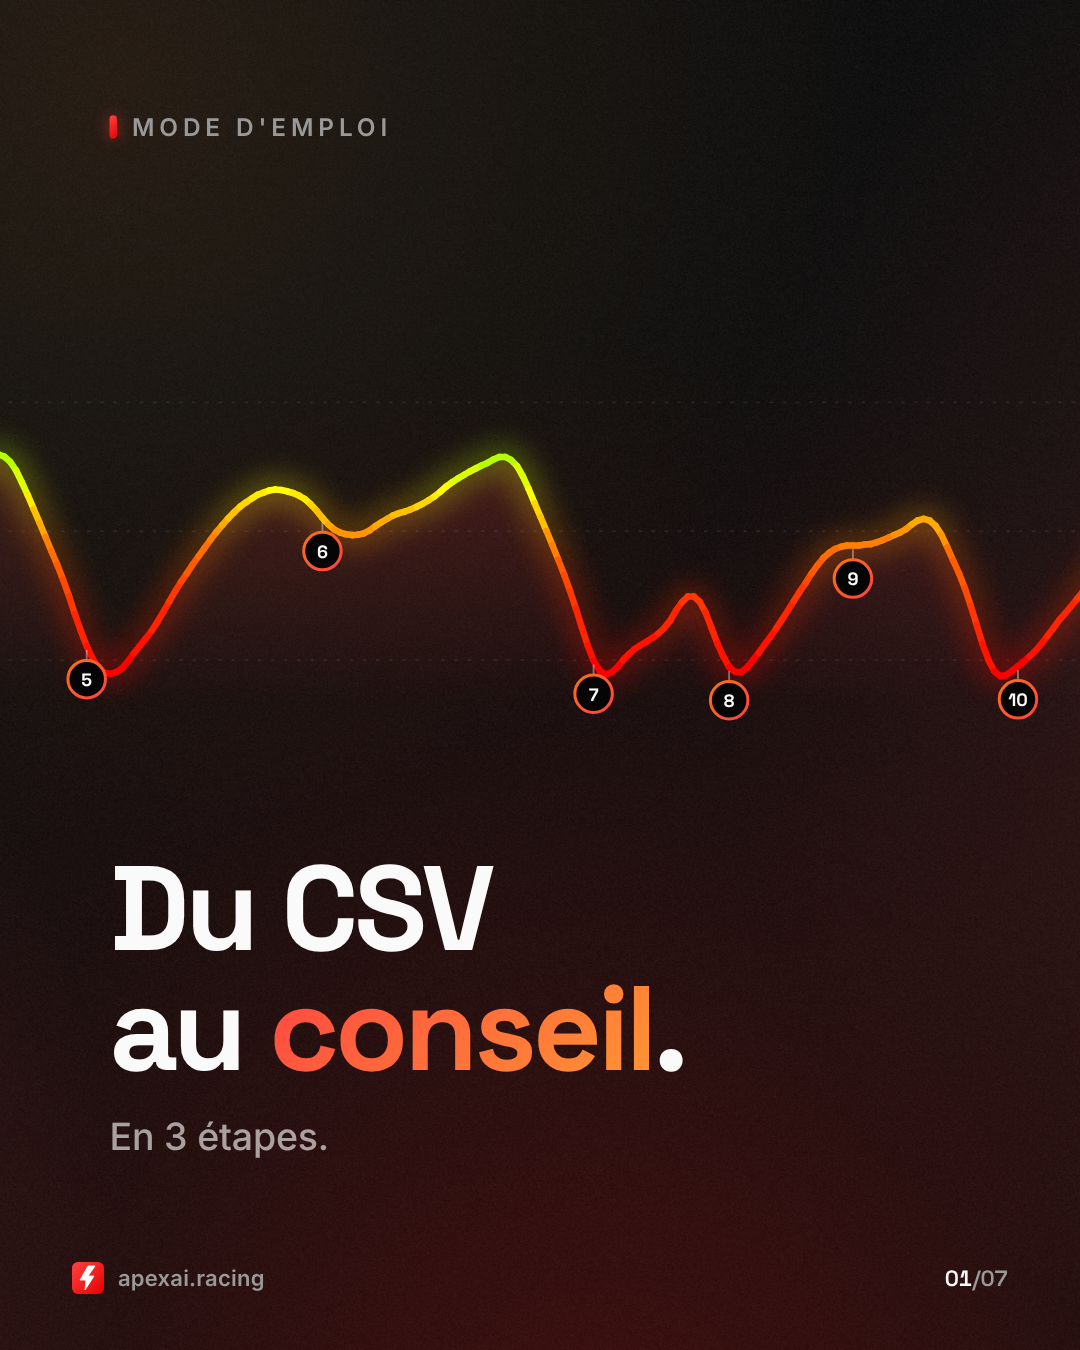 MODE D'EMPLOI
5
6
7
8
9
10
Du CSV
au conseil.
En 3 étapes.
apexai.racing
01/07